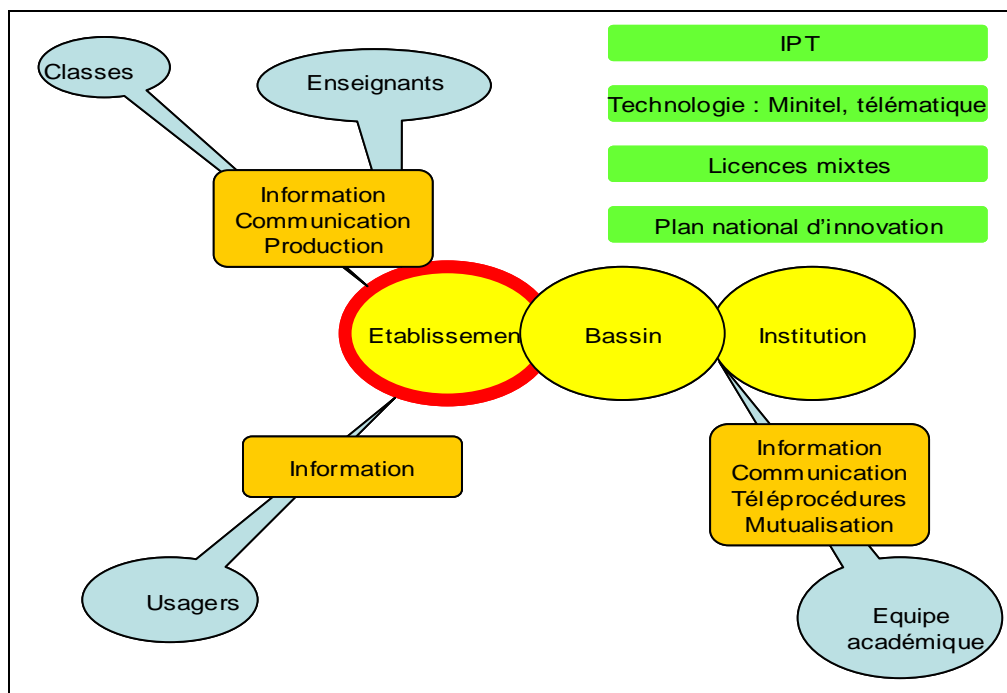 IPT
Classes
Enseignants
Technologie : Minitel, télématique
Licences mixtes
Information
Communication
Production
Plan national d'innovation
Etablissemen
Bassin
Institution
Information
Information
Communication
Téléprocédures
Mutualisation
Usagers
Equipe
académique